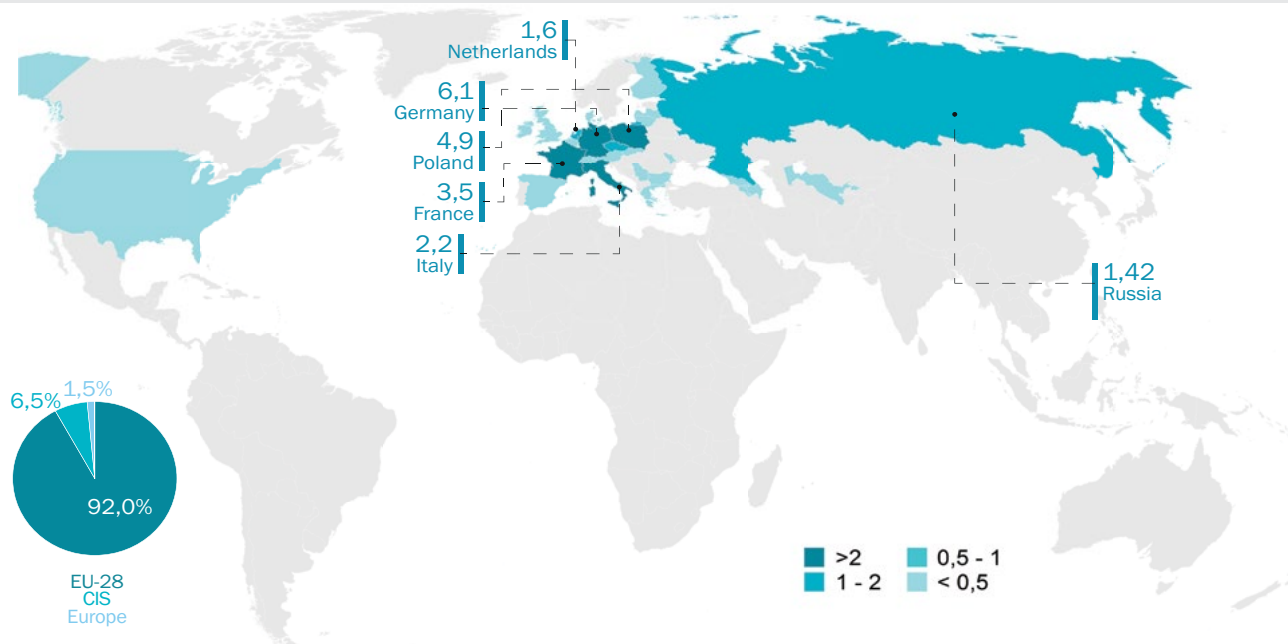 1,6
Netherlands
6,1
Germany
4,9
Poland
3,5
France
2,2
Italy
1,42
Russia
6,5%
1,5%
92,0%
EU-28
CIS
Europe
>2
0,5 - 1
1 - 2
< 0,5